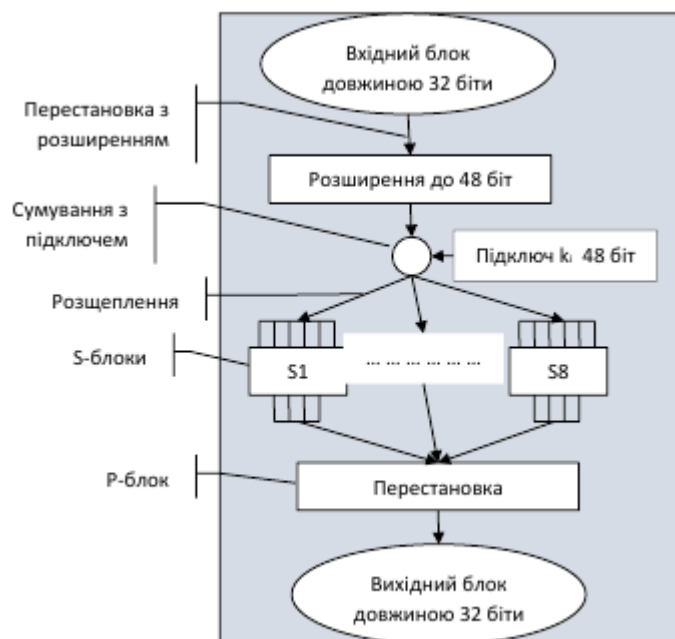 Вхідний блок
довжиною 32 біти
Перестановка з
розширенням
Розширення до 48 біт
Сумування з
підключем
Підключ kᵢ 48 біт
Розщеплення
S-блоки
S1
... ... ... ... ... ...
S8
P-блок
Перестановка
Вихідний блок
довжиною 32 біти